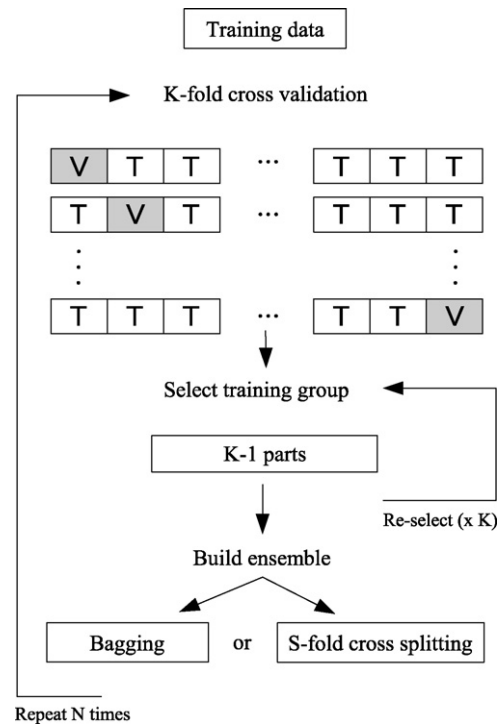 Training data
K-fold cross validation
V T T ... T T T
T V T ... T T T
T T T ... T T V
Select training group
K-1 parts
Re-select (x K)
Build ensemble
Bagging or S-fold cross splitting
Repeat N times